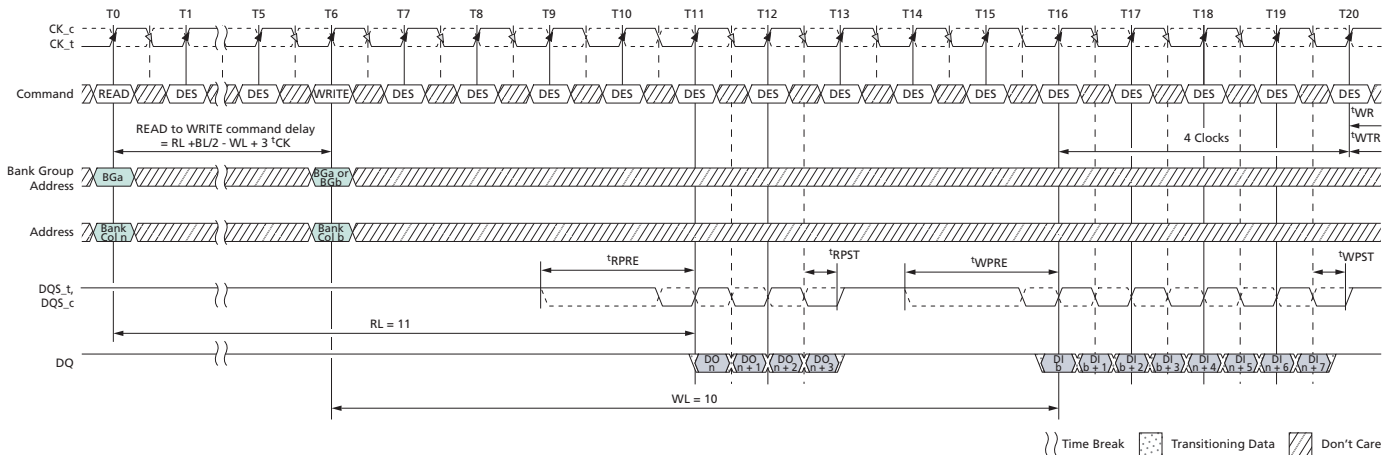 T0 T1 T5 T6 T7 T8 T9 T10 T11 T12 T13 T14 T15 T16 T17 T18 T19 T20
CK_c
CK_t
Command READ DES DES WRITE DES DES DES DES DES DES DES DES DES DES DES DES DES DES
tWR
READ to WRITE command delay
= RL +BL/2 - WL + 3 tCK
4 Clocks
tWTR
Bank Group
Address
BGa
BGa or
BGb
Address
Bank
Col n
Bank
Col b
tRPRE
tRPST
tWPRE
tWPST
DQS_t,
DQS_c
RL = 11
DQ
DO
n
DO
n + 1
DO
n + 2
DO
n + 3
DI
b
DI
b + 1
DI
b + 2
DI
b + 3
DI
n + 4
DI
n + 5
DI
n + 6
DI
n + 7
WL = 10
Time Break Transitioning Data Don't Care